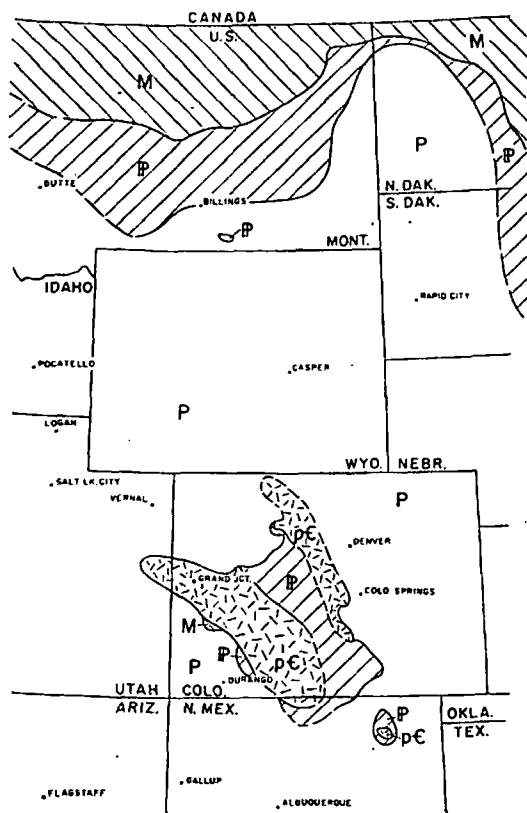 CANADA
U.S.
M
M
P
ℙ
ℙ
BUTTE
N. DAK.
S. DAK.
BILLINGS
ℙ
MONT.
IDAHO
RAPID CITY
POCATELLO
CASPER
P
LOGAN
WYO. NEBR.
SALT LK. CITY
VERNAL
P
p€
DENVER
GRAND JCT.
ℙ
COLO SPRINGS
M
P
ℙ
p€
DURANGO
UTAH COLO.
ARIZ. N. MEX.
ℙ
OKLA.
p€
TEX.
GALLUP
FLAGSTAFF
ALBUQUERQUE